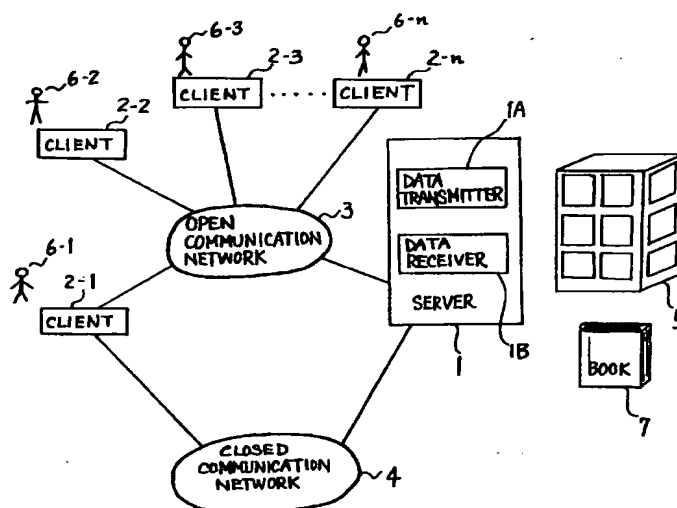 6-3
6-n
6-2
2-3
2-n
2-2
CLIENT
.....
CLIENT
1A
CLIENT
DATA
TRANSMITTER
3
OPEN
COMMUNICATION
NETWORK
6-1
DATA
RECEIVER
2-1
SERVER
CLIENT
5
1
1B
BOOK
7
CLOSED
COMMUNICATION
NETWORK
4